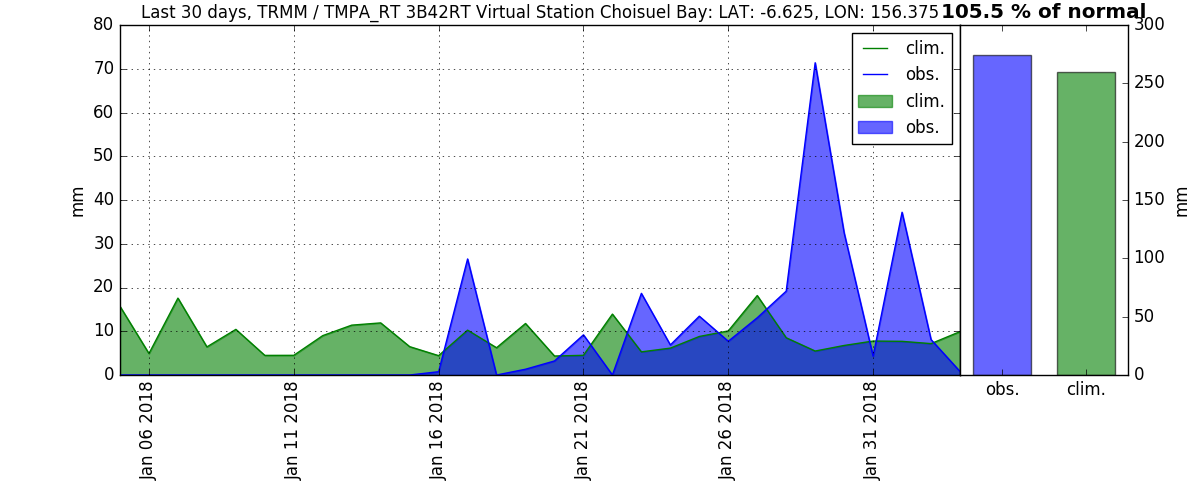 Last 30 days, TRMM / TMPA_RT 3B42RT Virtual Station Choisuel Bay: LAT: -6.625, LON: 156.375
105.5 % of normal
80
70
60
50
40
30
20
10
0
mm
clim.
obs.
clim.
obs.
Jan 06 2018
Jan 11 2018
Jan 16 2018
Jan 21 2018
Jan 26 2018
Jan 31 2018
300
250
200
150
100
50
0
mm
obs.
clim.